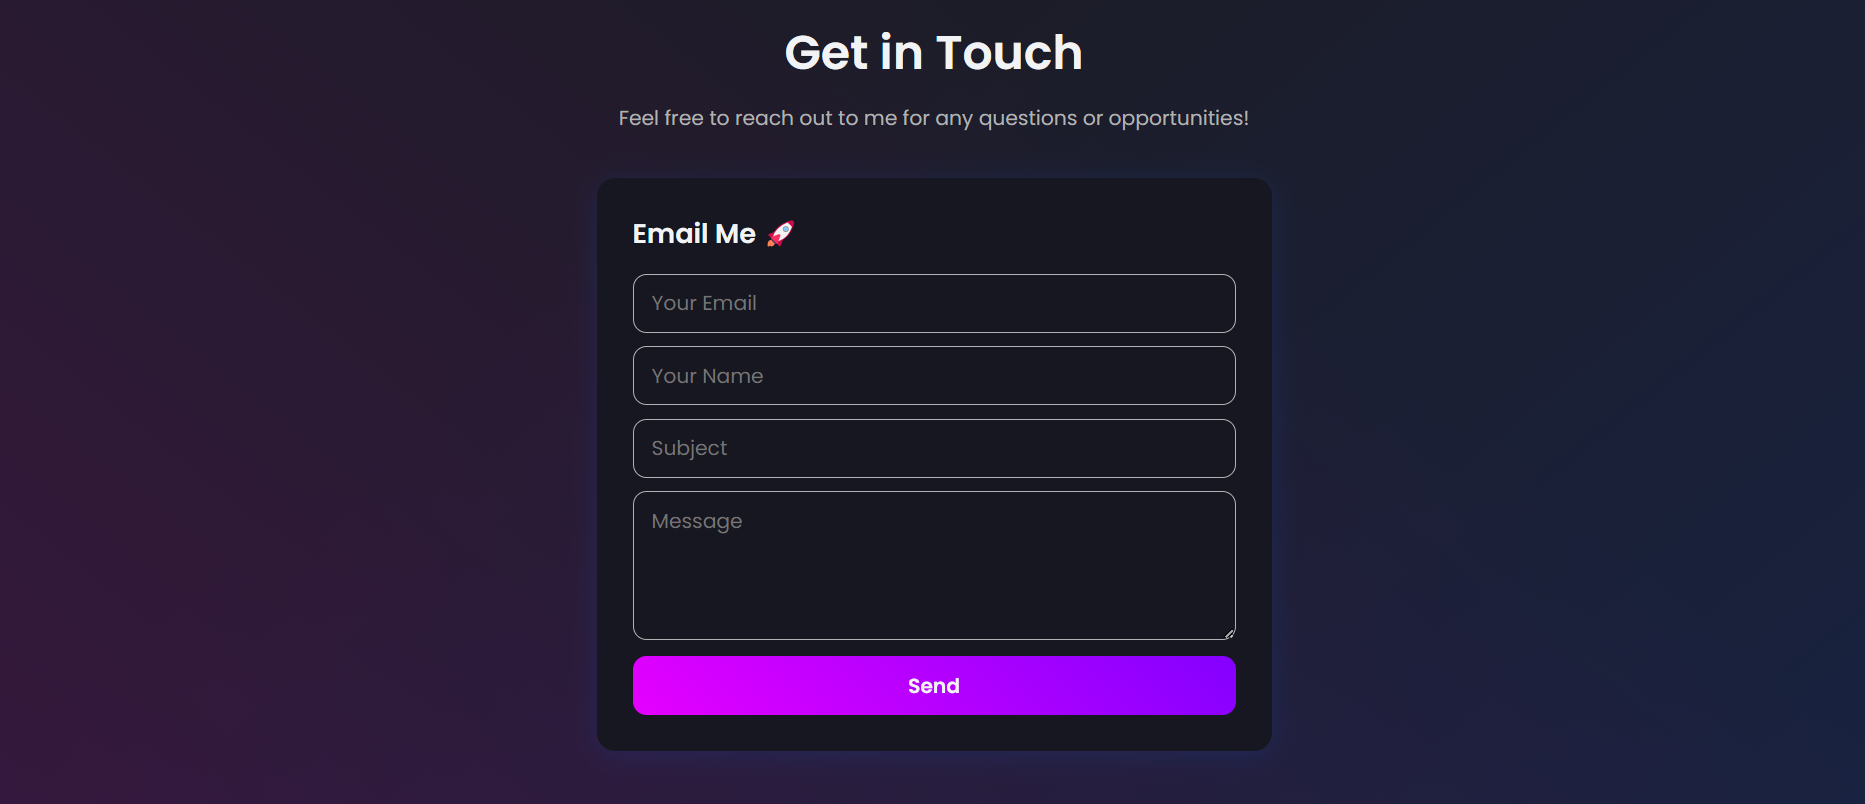 Get in Touch
Feel free to reach out to me for any questions or opportunities!
Email Me 🚀
Your Email
Your Name
Subject
Message
Send